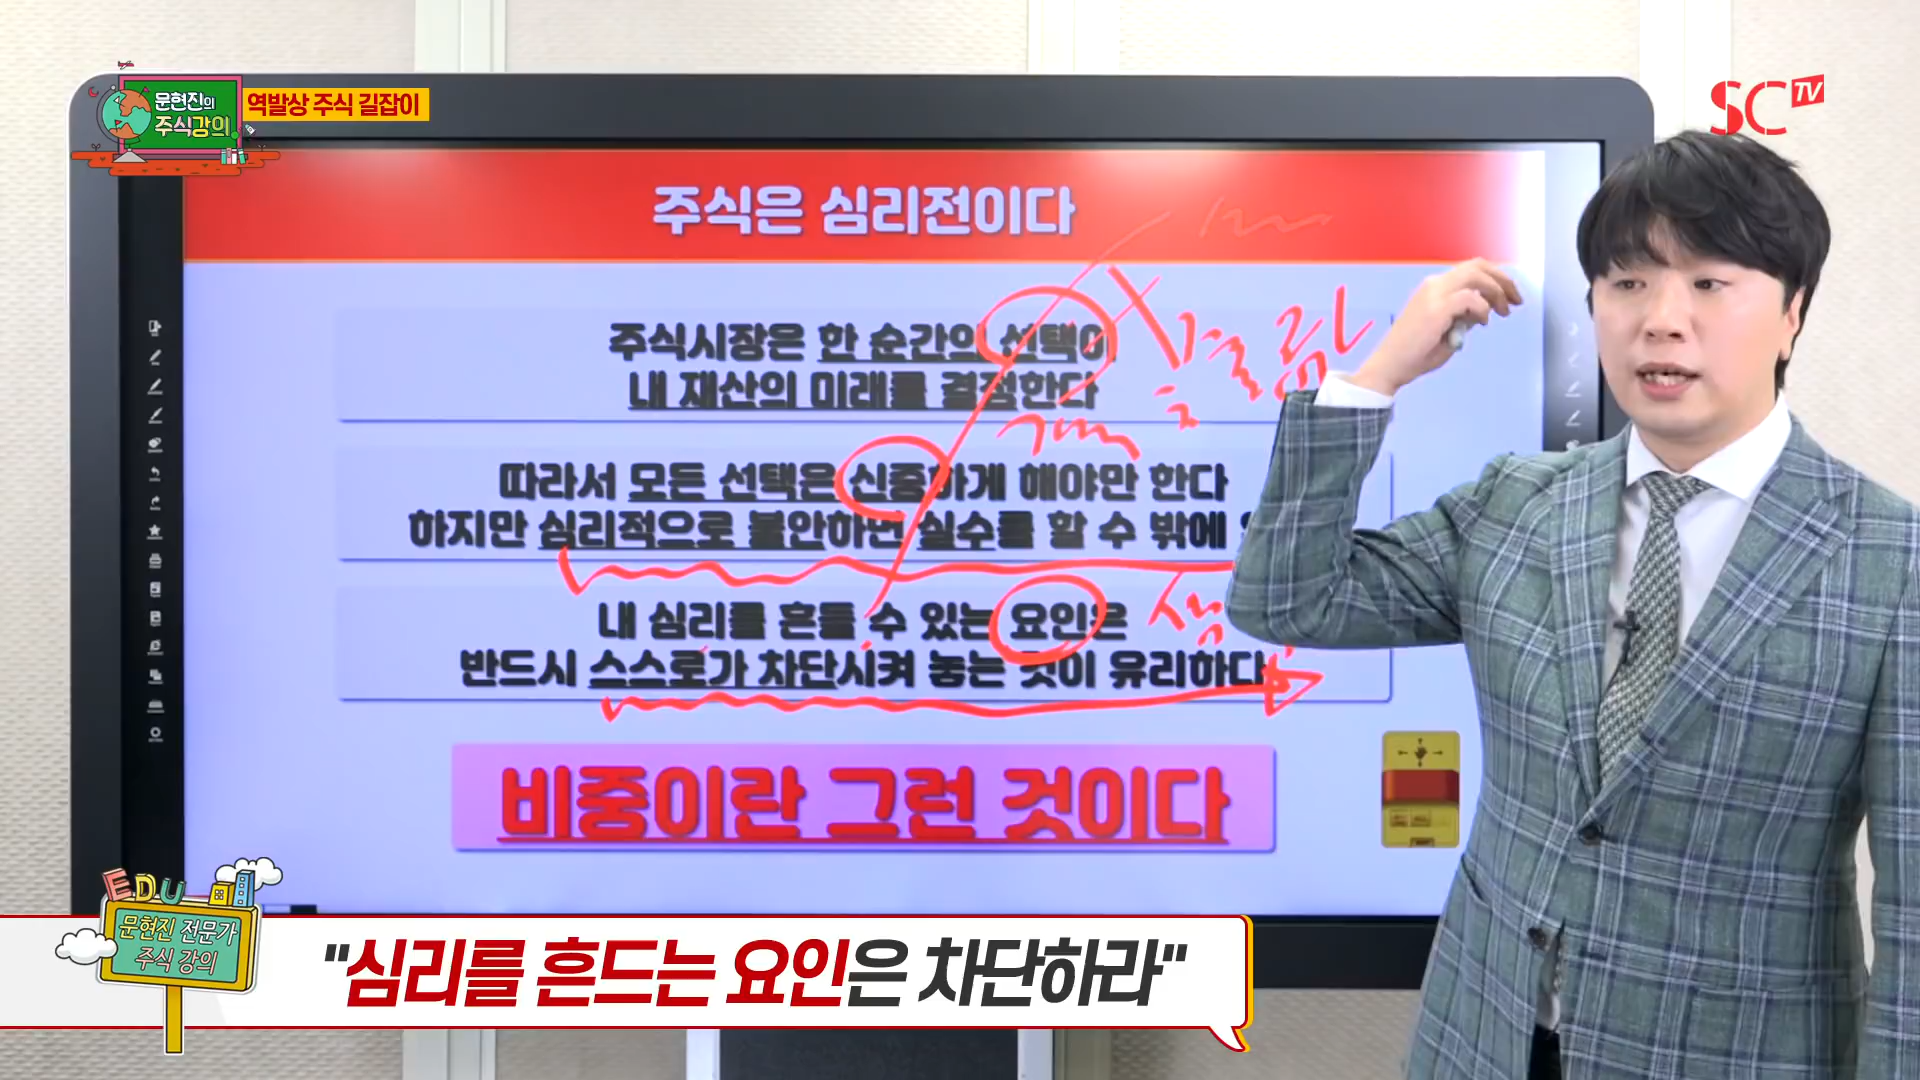 문현진의
주식강의
역발상 주식 길잡이
SC TV
주식은 심리전이다
주식시장은 한 순간의 선택이
내 재산의 미래를 결정한다
따라서 모든 선택은 신중하게 해야만 한다
하지만 심리적으로 불안하면 실수를 할 수 밖에
내 심리를 흔들 수 있는 요인은
반드시 스스로가 차단시켜 놓는 것이 유리하다
비중이란 그런 것이다
EDU
문현진 전문가
주식 강의
"심리를 흔드는 요인은 차단하라"